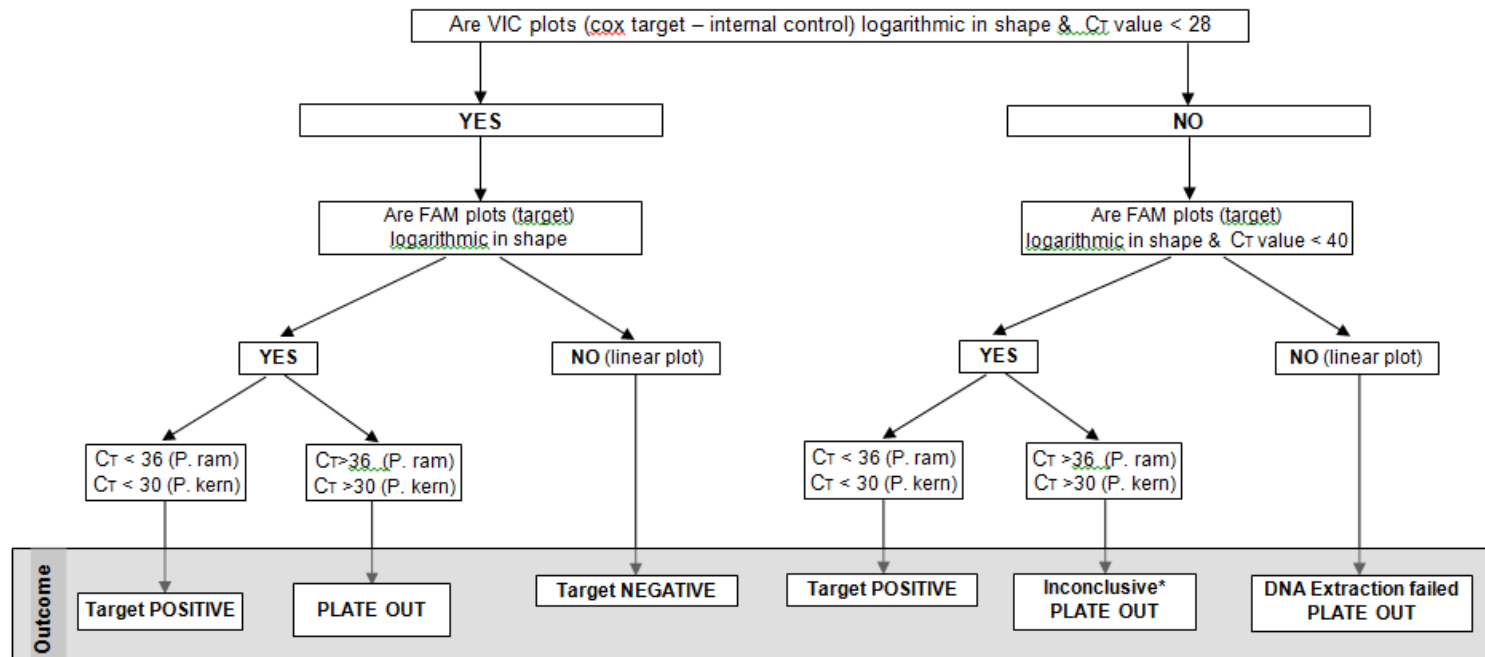 Are VIC plots (cox target – internal control) logarithmic in shape & CT value < 28
YES
NO
Are FAM plots (target)
logarithmic in shape
Are FAM plots (target)
logarithmic in shape & CT value < 40
YES
NO (linear plot)
YES
NO (linear plot)
CT < 36 (P. ram)
CT < 30 (P. kern)
CT>36 (P. ram)
CT >30 (P. kern)
CT < 36 (P. ram)
CT < 30 (P. kern)
CT >36 (P. ram)
CT >30 (P. kern)
Outcome
Target POSITIVE
PLATE OUT
Target NEGATIVE
Target POSITIVE
Inconclusive*
PLATE OUT
DNA Extraction failed
PLATE OUT